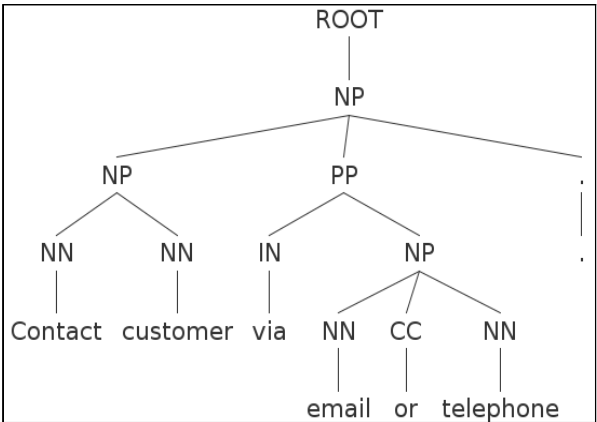 ROOT
NP
NP PP .
NN NN IN NP .
Contact customer via NN CC NN
email or telephone